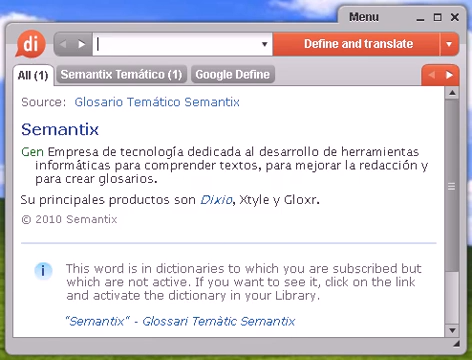 Menu
di
Define and translate
All (1)
Semantix Temático (1)
Google Define
Source: Glosario Temático Semantix
Semantix
Gen Empresa de tecnología dedicada al desarrollo de herramientas
informáticas para comprender textos, para mejorar la redacción y
para crear glosarios.
Su principales productos son Dixio, Xtyle y Gloxr.
© 2010 Semantix
i
This word is in dictionaries to which you are subscribed but
which are not active. If you want to see it, click on the link
and activate the dictionary in your Library.
"Semantix" - Glossari Temàtic Semantix